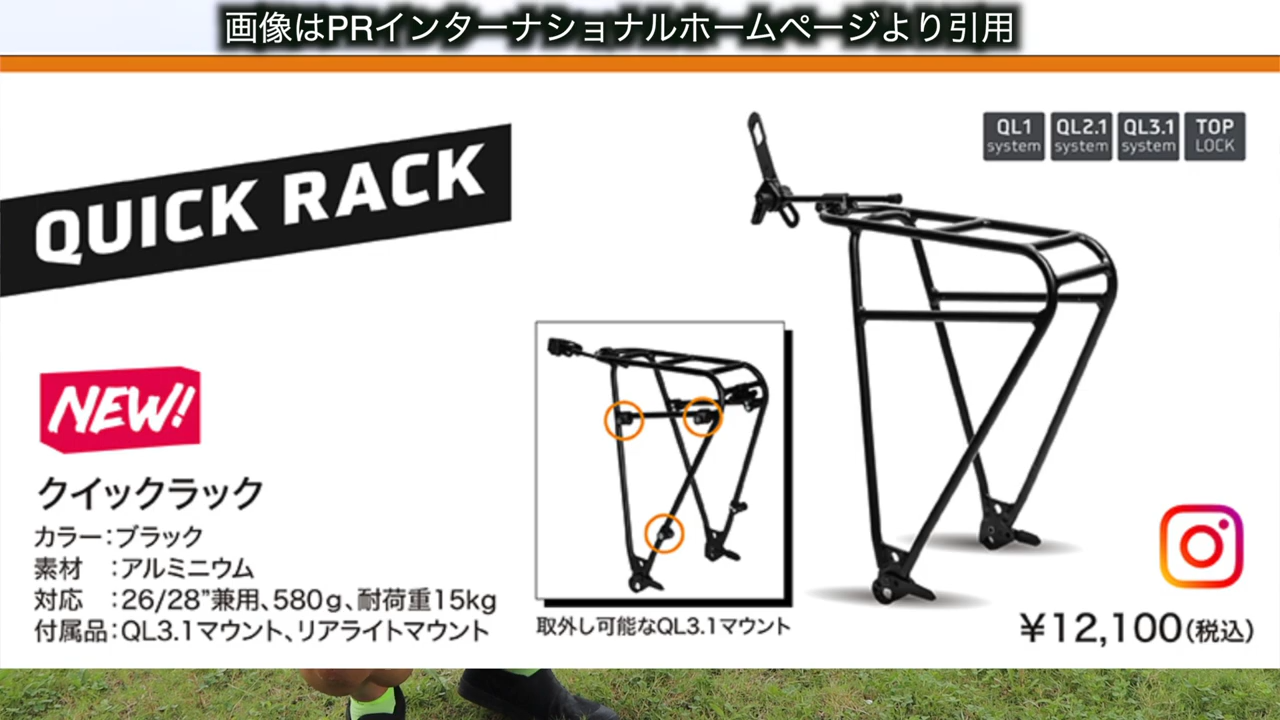 画像はPRインターナショナルホームページより引用
QUICK RACK
QL1 system
QL2.1 system
QL3.1 system
TOP LOCK
NEW!
クイックラック
カラー:ブラック
素材 :アルミニウム
対応 :26/28”兼用、580g、耐荷重15kg
付属品:QL3.1マウント、リアライトマウント
取外し可能なQL3.1マウント
¥12,100(税込)